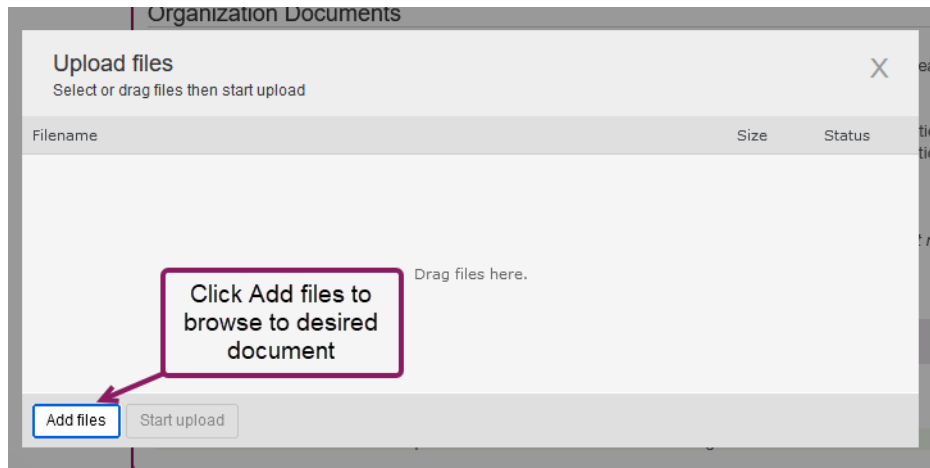 Organization Documents
Upload files
X
Select or drag files then start upload
Filename Size Status
Drag files here.
Click Add files to
browse to desired
document
Add files Start upload